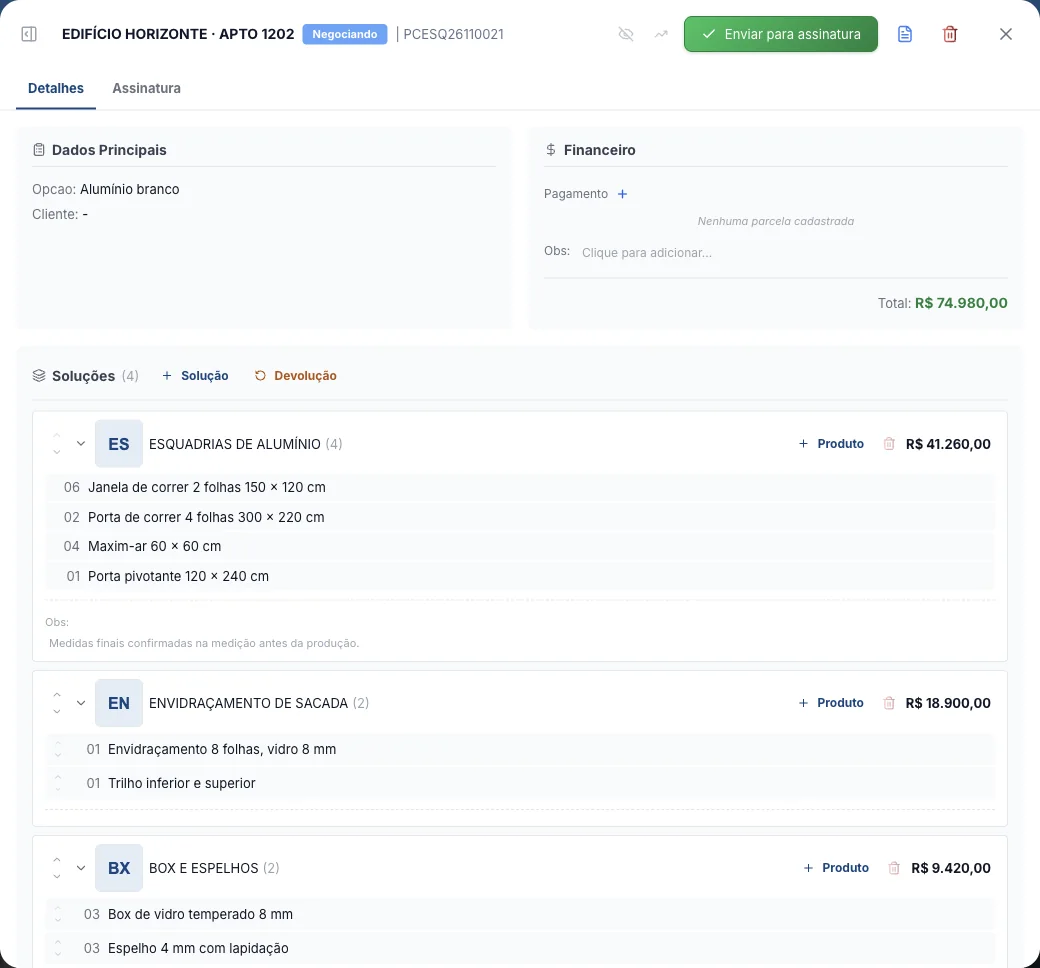 EDIFÍCIO HORIZONTE · APTO 1202 Negociando | PCESQ26110021 Enviar para assinatura
Detalhes Assinatura
Dados Principais
Opcao: Alumínio branco
Cliente: -
Financeiro
Pagamento +
Nenhuma parcela cadastrada
Obs: Clique para adicionar...
Total: R$ 74.980,00
Soluções (4) + Solução Devolução
ES ESQUADRIAS DE ALUMÍNIO (4) + Produto R$ 41.260,00
06 Janela de correr 2 folhas 150 × 120 cm
02 Porta de correr 4 folhas 300 × 220 cm
04 Maxim-ar 60 × 60 cm
01 Porta pivotante 120 × 240 cm
Obs:
Medidas finais confirmadas na medição antes da produção.
EN ENVIDRAÇAMENTO DE SACADA (2) + Produto R$ 18.900,00
01 Envidraçamento 8 folhas, vidro 8 mm
01 Trilho inferior e superior
BX BOX E ESPELHOS (2) + Produto R$ 9.420,00
03 Box de vidro temperado 8 mm
03 Espelho 4 mm com lapidação